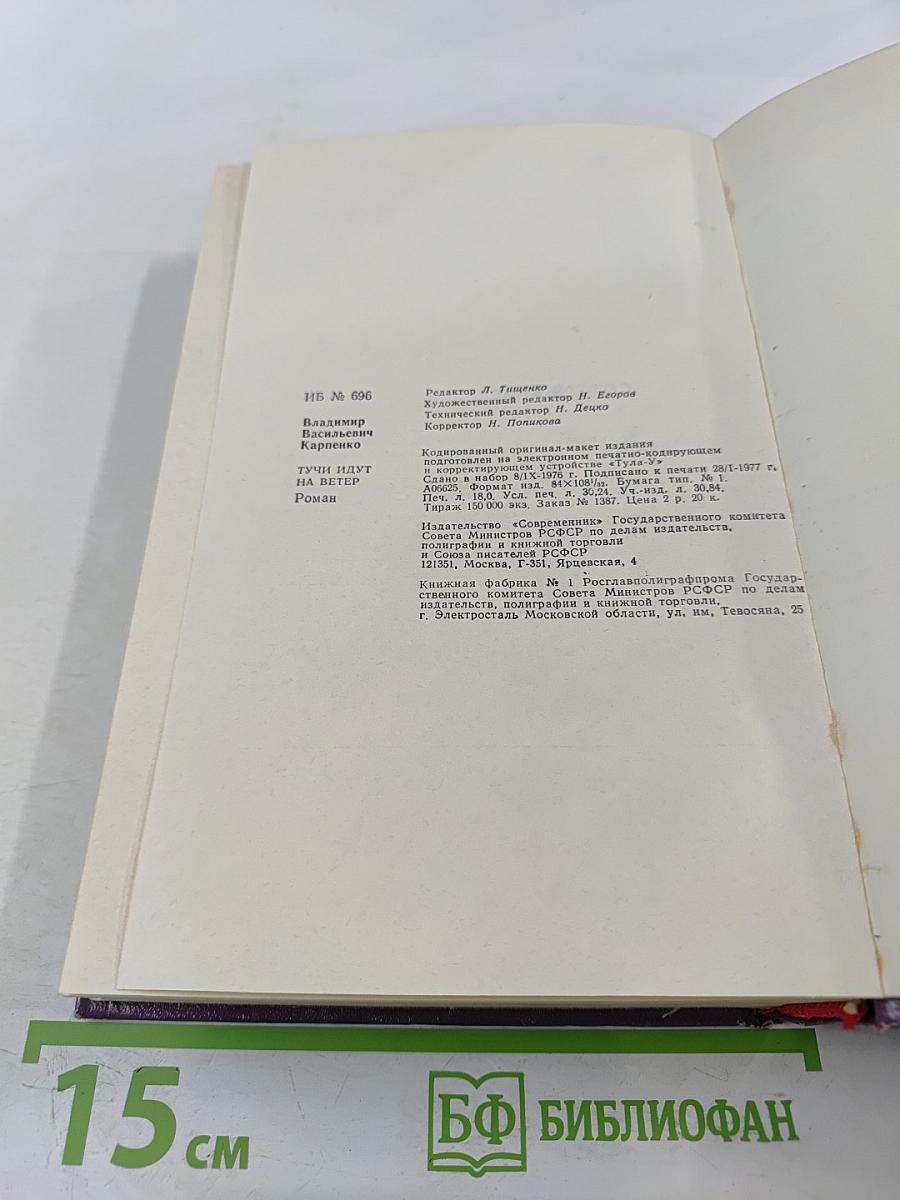 ИБ № 696
Владимир
Васильевич
Карпенко
ТУЧИ ИДУТ
НА ВЕТЕР
Роман
Редактор Л. Тищенко
Художественный редактор Н. Егоров
Технический редактор Н. Децко
Корректор Н. Попикова
Кодированный оригинал-макет издания
подготовлен на электронном печатно-кодирующем
и корректирующем устройстве «Тула-У»
Сдано в набор 8/IX-1976 г. Подписано к печати 28/I-1977 г.
А06625. Формат изд. 84×108¹/₃₂. Бумага тип. № 1.
Печ. л. 18,0. Усл. печ. л. 30,24. Уч.-изд. л. 30,84.
Тираж 150 000 экз. Заказ № 1387. Цена 2 р. 20 к.
Издательство «Современник» Государственного комитета
Совета Министров РСФСР по делам издательств,
полиграфии и книжной торговли
и Союза писателей РСФСР
121351, Москва, Г-351, Ярцевская, 4
Книжная фабрика № 1 Росглавполиграфпрома Государ-
ственного комитета Совета Министров РСФСР по делам
издательств, полиграфии и книжной торговли,
г. Электросталь Московской области, ул. им. Тевосяна, 25
15 см
БФ БИБЛИОФАН